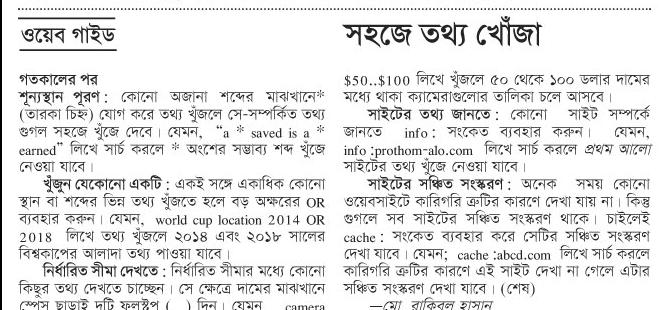 ওয়েব গাইড
সহজে তথ্য খোঁজা
গতকালের পর
শূন্যস্থান পূরণ : কোনো অজানা শব্দের মাঝখানে*
(তারকা চিহ্ন) যোগ করে তথ্য খুঁজলে সে-সম্পর্কিত তথ্য
গুগল সহজে খুঁজে দেবে। যেমন, “a * saved is a *
earned” লিখে সার্চ করলে * অংশের সম্ভাব্য শব্দ খুঁজে
নেওয়া যাবে।
খুঁজুন যেকোনো একটি : একই সঙ্গে একাধিক কোনো
স্থান বা শব্দের ভিন্ন তথ্য খুঁজতে হলে বড় অক্ষরের OR
ব্যবহার করুন। যেমন, world cup location 2014 OR
2018 লিখে তথ্য খুঁজলে ২০১৪ এবং ২০১৮ সালের
বিশ্বকাপের আলাদা তথ্য পাওয়া যাবে।
নির্ধারিত সীমা দেখতে : নির্ধারিত সীমার মধ্যে কোনো
কিছুর তথ্য দেখতে চাচ্ছেন। সে ক্ষেত্রে দামের মাঝখানে
স্পেস ছাড়াই দুটি ফুলস্টপ (..) দিন। যেমন, camera
$50..$100 লিখে খুঁজলে ৫০ থেকে ১০০ ডলার দামের
মধ্যে থাকা ক্যামেরাগুলোর তালিকা চলে আসবে।
সাইটের তথ্য জানতে : কোনো সাইট সম্পর্কে
জানতে info : সংকেত ব্যবহার করুন। যেমন,
info :prothom-alo.com লিখে সার্চ করলে প্রথম আলো
সাইটের তথ্য খুঁজে নেওয়া যাবে।
সাইটের সঞ্চিত সংস্করণ : অনেক সময় কোনো
ওয়েবসাইটে কারিগরি ত্রুটির কারণে দেখা যায় না। কিন্তু
গুগলে সব সাইটের সঞ্চিত সংস্করণ থাকে। চাইলেই
cache : সংকেত ব্যবহার করে সেটির সঞ্চিত সংস্করণ
দেখা যাবে। যেমন; cache :abcd.com লিখে সার্চ করলে
কারিগরি ত্রুটির কারণে এই সাইট দেখা না গেলে এটার
সঞ্চিত সংস্করণ দেখা যাবে। (শেষ)
—মো. রাকিবুল হাসান